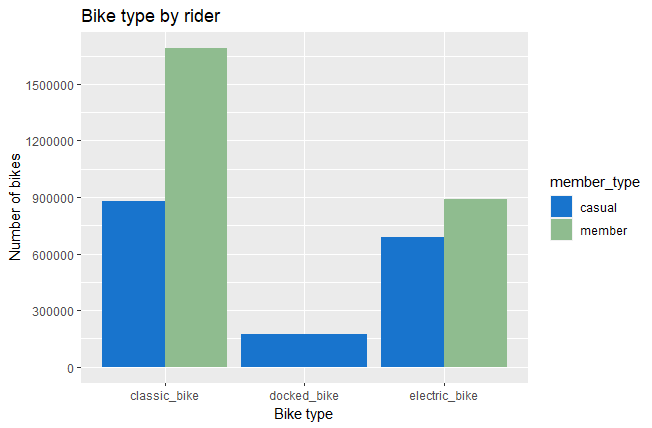 Bike type by rider
Number of bikes
1500000
1200000
900000
600000
300000
0
classic_bike
docked_bike
electric_bike
Bike type
member_type
casual
member